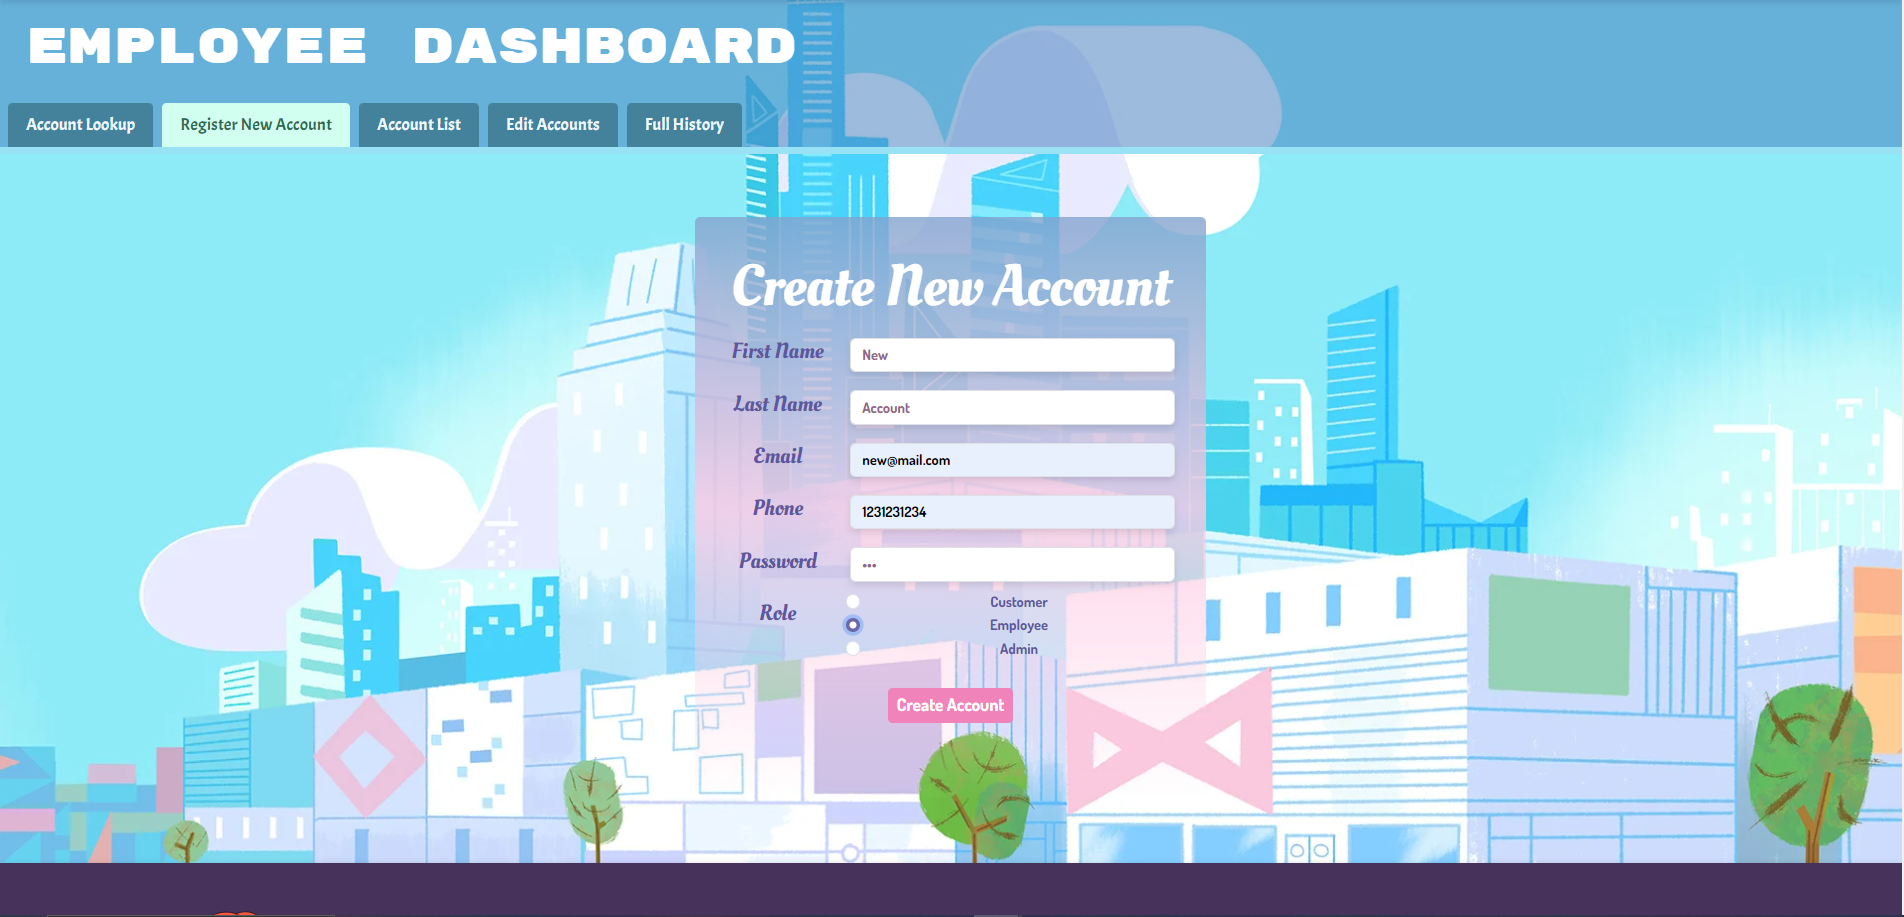 EMPLOYEE DASHBOARD
Account Lookup
Register New Account
Account List
Edit Accounts
Full History
Create New Account
First Name
New
Last Name
Account
Email
new@mail.com
Phone
1231231234
Password
•••
Role
Customer
Employee
Admin
Create Account